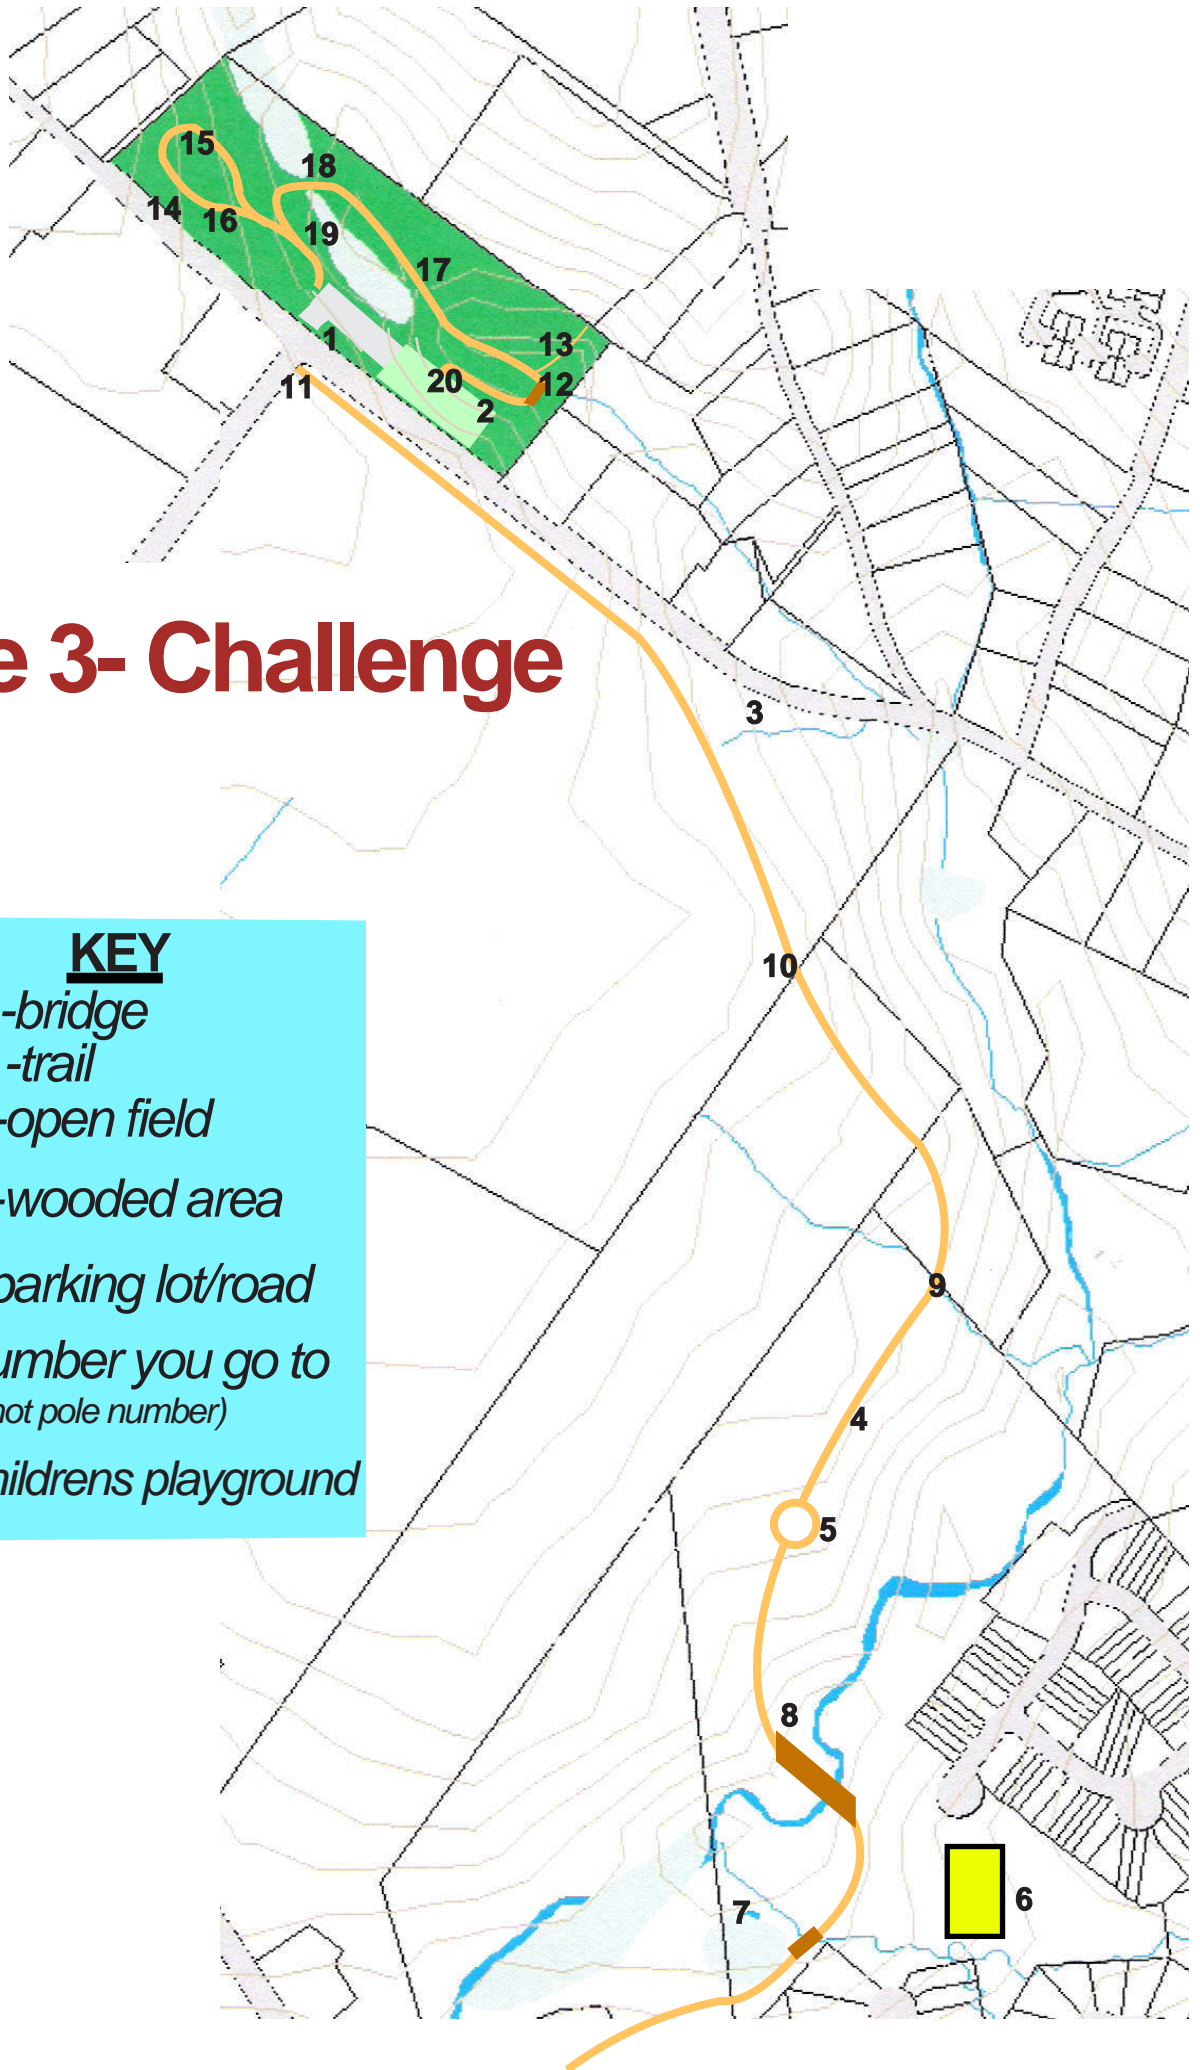 15
18
14
16
19
17
1
13
11
20
12
2
e 3- Challenge
3
KEY
-bridge
-trail
-open field
-wooded area
parking lot/road
umber you go to
not pole number)
hildrens playground
10
9
4
5
8
7
6